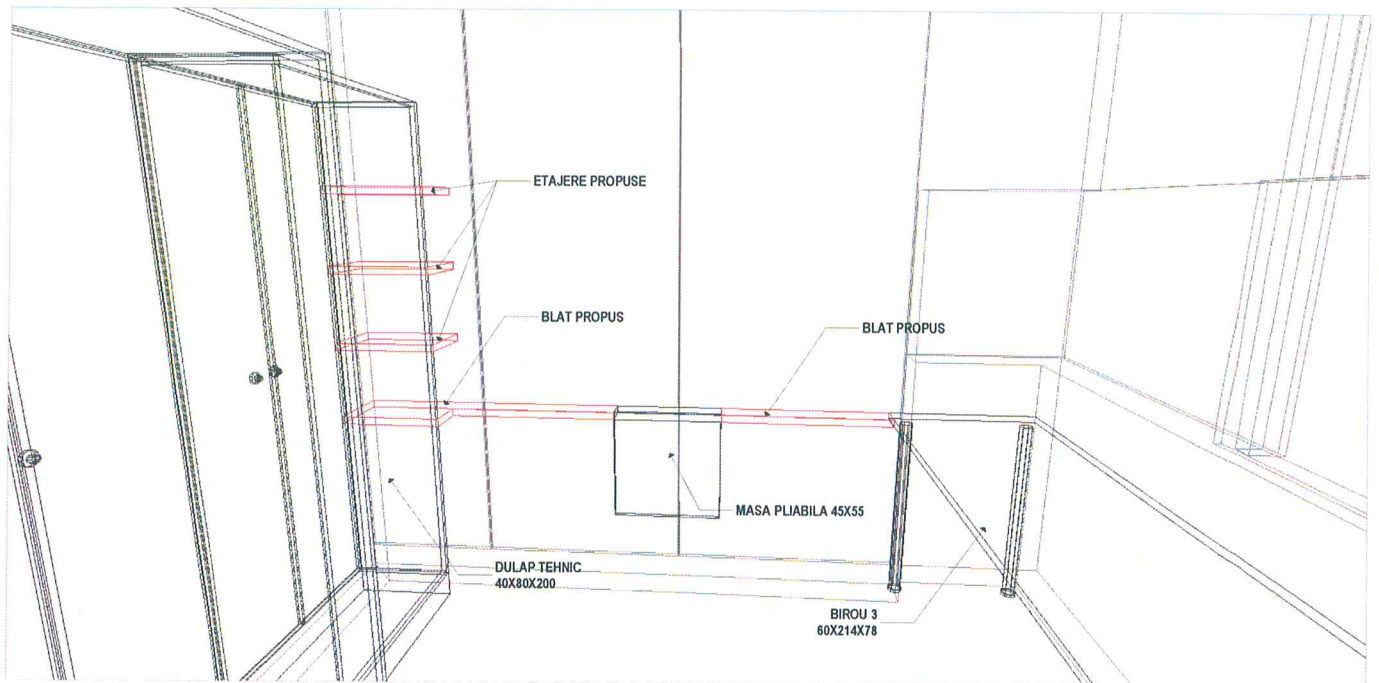 ETAJERE PROPUSE
BLAT PROPUS
BLAT PROPUS
MASA PLIABILA 45X55
DULAP TEHNIC
40X80X200
BIROU 3
60X214X78